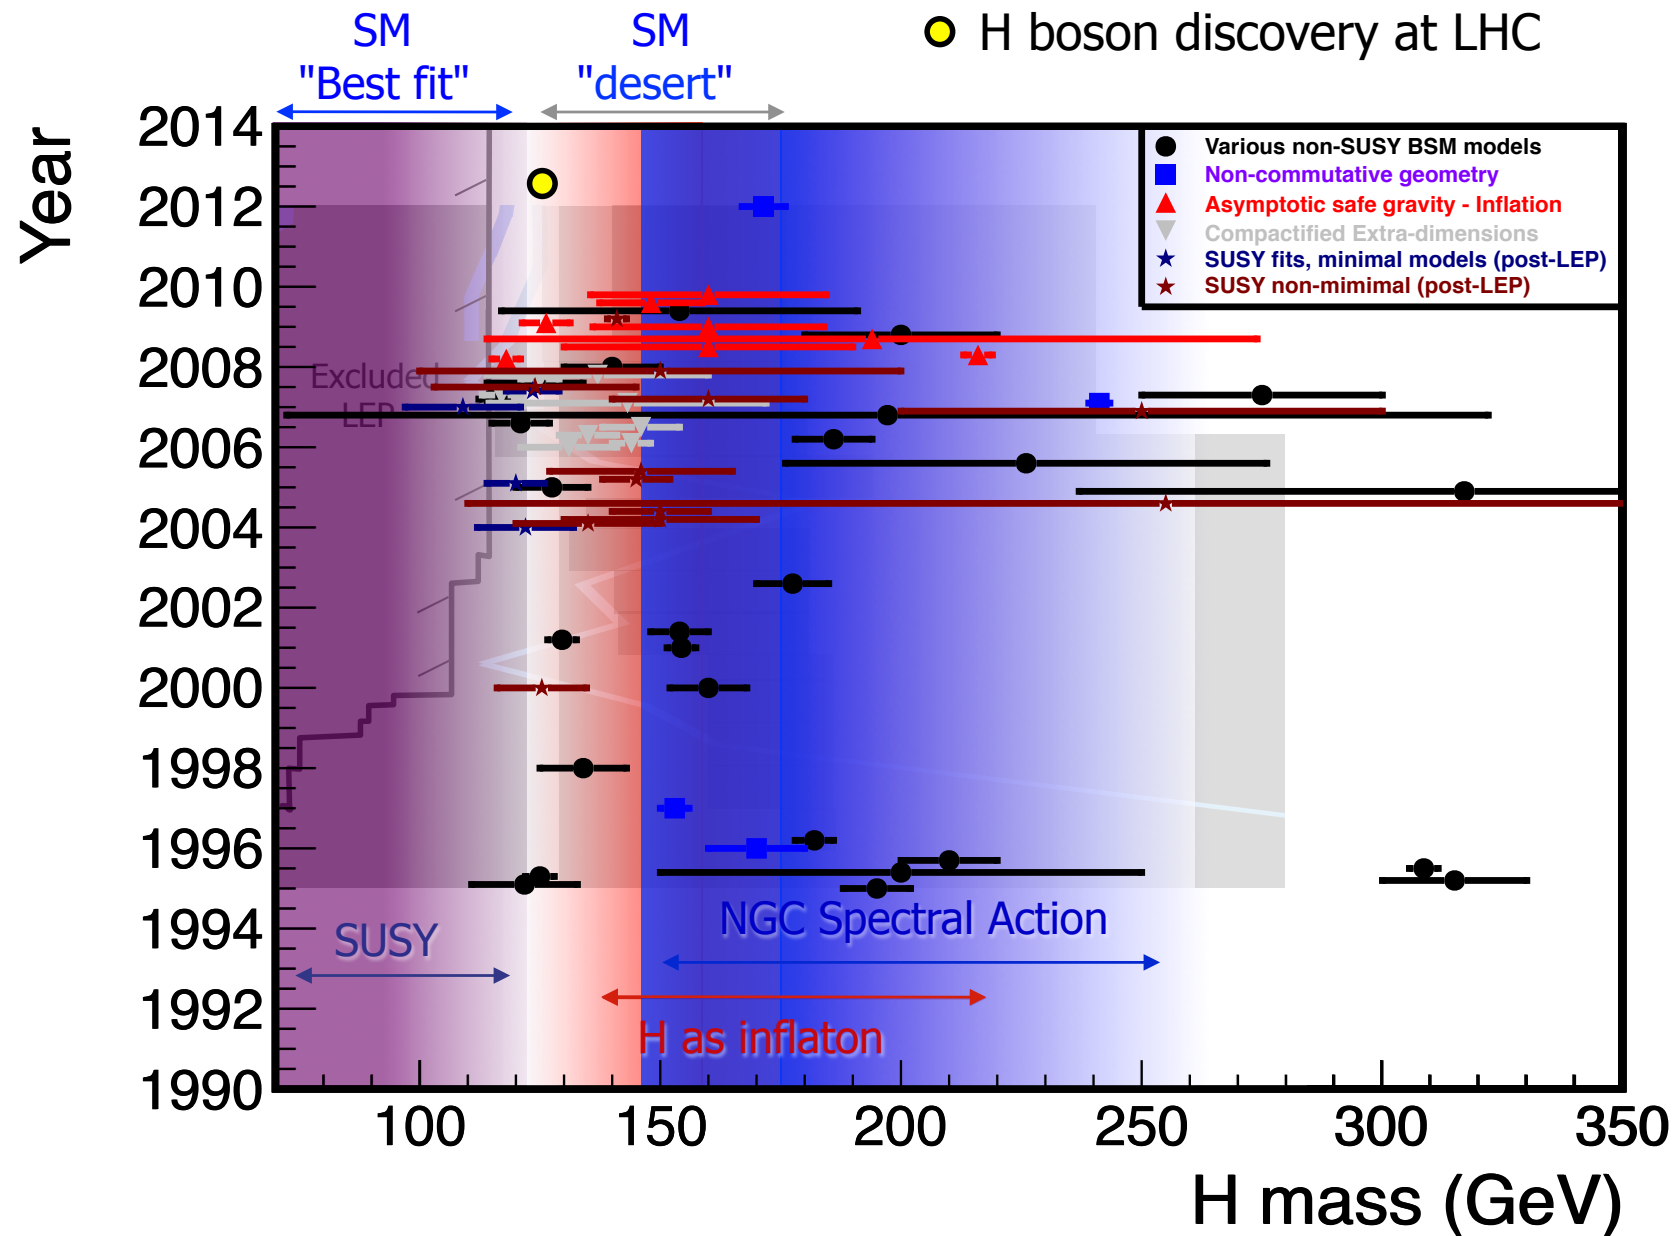 SM
"Best fit"
SM
"desert"
H boson discovery at LHC
Year
2014
2012
2010
2008
2006
2004
2002
2000
1998
1996
1994
1992
1990
Various non-SUSY BSM models
Non-commutative geometry
Asymptotic safe gravity - Inflation
Compactified Extra-dimensions
SUSY fits, minimal models (post-LEP)
SUSY non-mimimal (post-LEP)
Excluded
LEP
NGC Spectral Action
SUSY
H as inflaton
100
150
200
250
300
350
H mass (GeV)